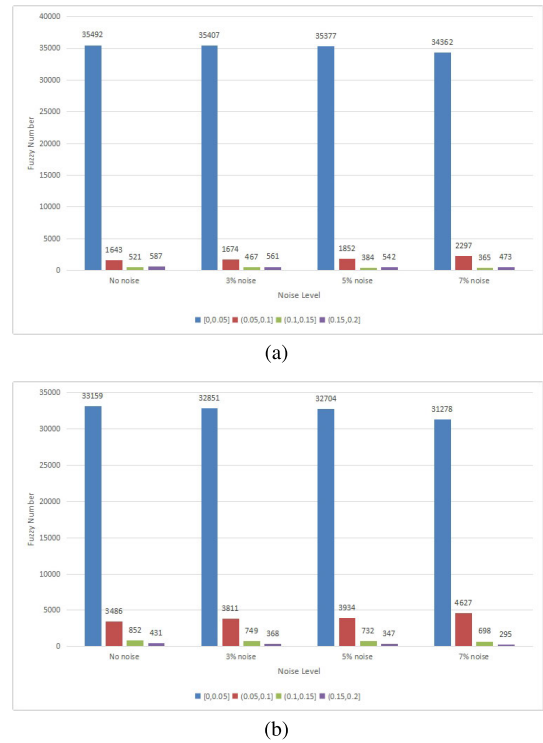 40000
35492 35407 35377 34362
35000
30000
25000
20000
15000
10000
5000
0
Fuzzy Number
1643 521 587 1674 467 561 1852 384 542 2297 365 473
No noise 3% noise 5% noise 7% noise
Noise Level
[0,0.05] (0.05,0.1] (0.1,0.15] (0.15,0.2]
(a)
35000
33159 32851 32704 31278
30000
25000
20000
15000
10000
5000
0
Fuzzy Number
3486 852 431 3811 749 368 3934 732 347 4627 698 295
No noise 3% noise 5% noise 7% noise
Noise Level
[0,0.05] (0.05,0.1] (0.1,0.15] (0.15,0.2]
(b)